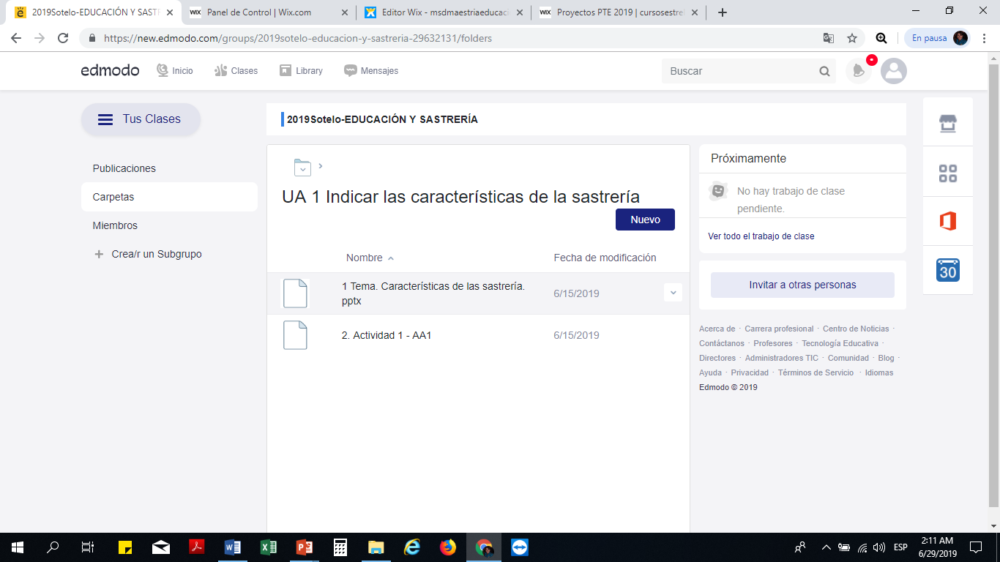 2019Sotelo-EDUCACIÓN Y SASTR
Panel de Control | Wix.com
Editor Wix - msdmaestriaeducaci
Proyectos PTE 2019 | cursosestre
https://new.edmodo.com/groups/2019sotelo-educacion-y-sastreria-29632131/folders
En pausa
edmodo
Inicio
Clases
Library
Mensajes
Buscar
Tus Clases
2019Sotelo-EDUCACIÓN Y SASTRERÍA
Publicaciones
Carpetas
Miembros
Crea/r un Subgrupo
UA 1 Indicar las características de la sastrería
Nuevo
Nombre
Fecha de modificación
1 Tema. Características de las sastrería.
pptx
6/15/2019
2. Actividad 1 - AA1
6/15/2019
Próximamente
No hay trabajo de clase
pendiente.
Ver todo el trabajo de clase
Invitar a otras personas
Acerca de · Carrera profesional · Centro de Noticias ·
Contáctanos · Profesores · Tecnología Educativa ·
Directores · Administradores TIC · Comunidad · Blog ·
Ayuda · Privacidad · Términos de Servicio · Idiomas
Edmodo © 2019
30
ESP
2:11 AM
6/29/2019